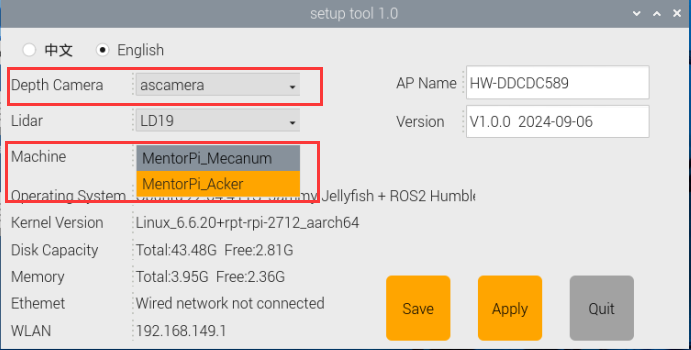 setup tool 1.0
中文 English
Depth Camera ascamera AP Name HW-DDCDC589
Lidar LD19 Version V1.0.0 2024-09-06
Machine MentorPi_Mecanum
MentorPi_Acker
Operating System Jellyfish + ROS2 Humble
Kernel Version Linux_6.6.20+rpt-rpi-2712_aarch64
Disk Capacity Total:43.48G Free:2.81G
Memory Total:3.95G Free:2.36G
Ethemet Wired network not connected
WLAN 192.168.149.1
Save Apply Quit